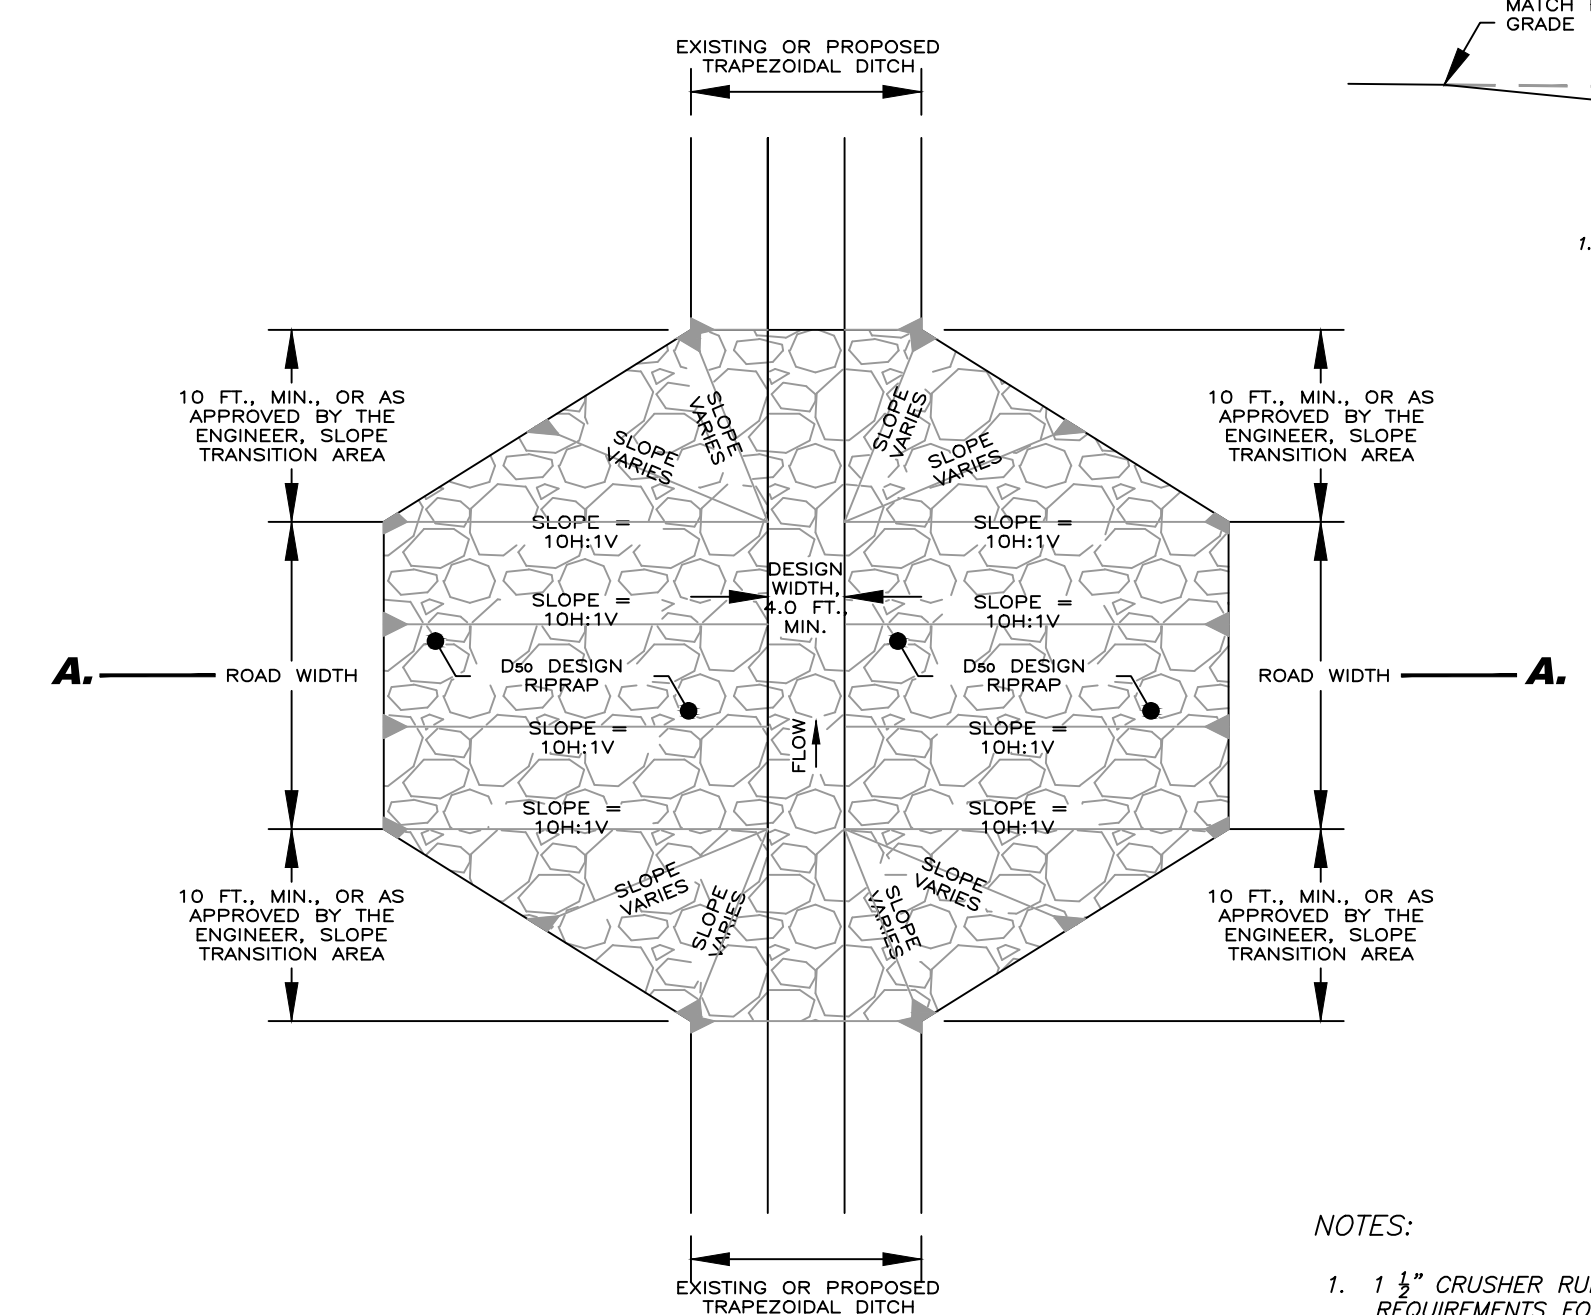 MATCH
GRADE
EXISTING OR PROPOSED
TRAPEZOIDAL DITCH
1.
10 FT., MIN., OR AS
APPROVED BY THE
ENGINEER, SLOPE
TRANSITION AREA
SLOPE
VARIES
SLOPE
VARIES
SLOPE
VARIES
SLOPE
VARIES
10 FT., MIN., OR AS
APPROVED BY THE
ENGINEER, SLOPE
TRANSITION AREA
SLOPE =
10H:1V
SLOPE =
10H:1V
DESIGN
WIDTH,
4.0 FT.,
MIN.
SLOPE =
10H:1V
SLOPE =
10H:1V
A.
ROAD WIDTH
D50 DESIGN
RIPRAP
D50 DESIGN
RIPRAP
ROAD WIDTH
A.
SLOPE =
10H:1V
FLOW
SLOPE =
10H:1V
SLOPE =
10H:1V
SLOPE =
10H:1V
10 FT., MIN., OR AS
APPROVED BY THE
ENGINEER, SLOPE
TRANSITION AREA
SLOPE
VARIES
SLOPE
VARIES
SLOPE
VARIES
SLOPE
VARIES
10 FT., MIN., OR AS
APPROVED BY THE
ENGINEER, SLOPE
TRANSITION AREA
NOTES:
1. 1 1/2" CRUSHER
REQUIREMENTS
EXISTING OR PROPOSED
TRAPEZOIDAL DITCH